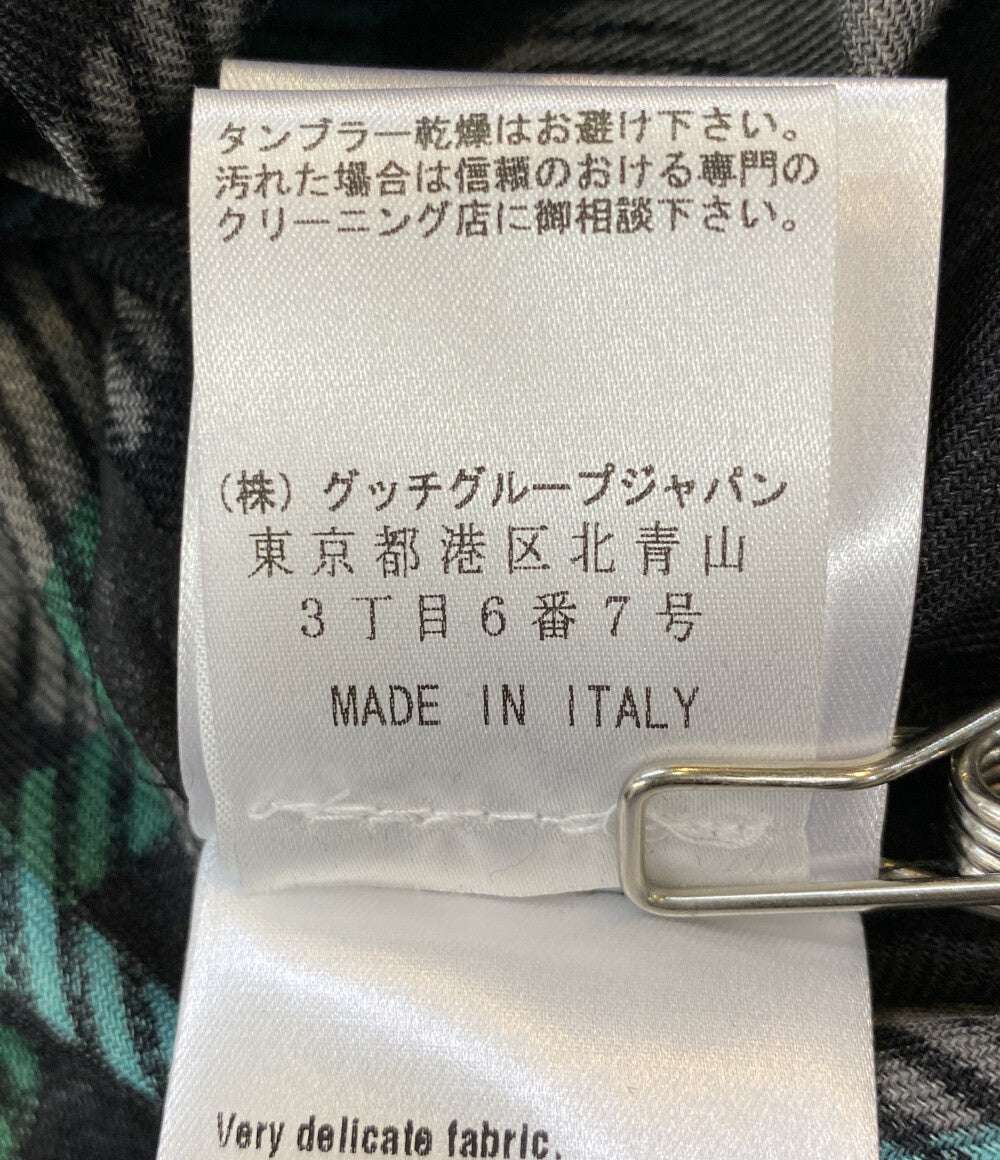 タンブラー乾燥はお避け下さい。
汚れた場合は信頼のおける専門の
クリーニング店に御相談下さい。
(株)グッチグループジャパン
東京都港区北青山
3丁目6番7号
MADE IN ITALY
Very delicate fabric.